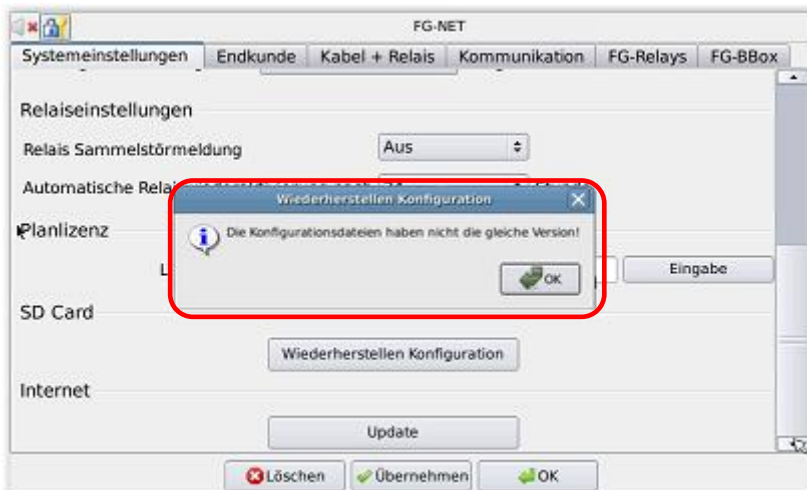 FG-NET
Systemeinstellungen Endkunde Kabel + Relais Kommunikation FG-Relays FG-BBox
Relaiseinstellungen
Relais Sammelstörmeldung Aus
Automatische
Wiederherstellen Konfiguration
Planlizenz
Die Konfigurationsdateien haben nicht die gleiche Version!
OK
Eingabe
SD Card
Wiederherstellen Konfiguration
Internet
Update
Löschen Übernehmen OK